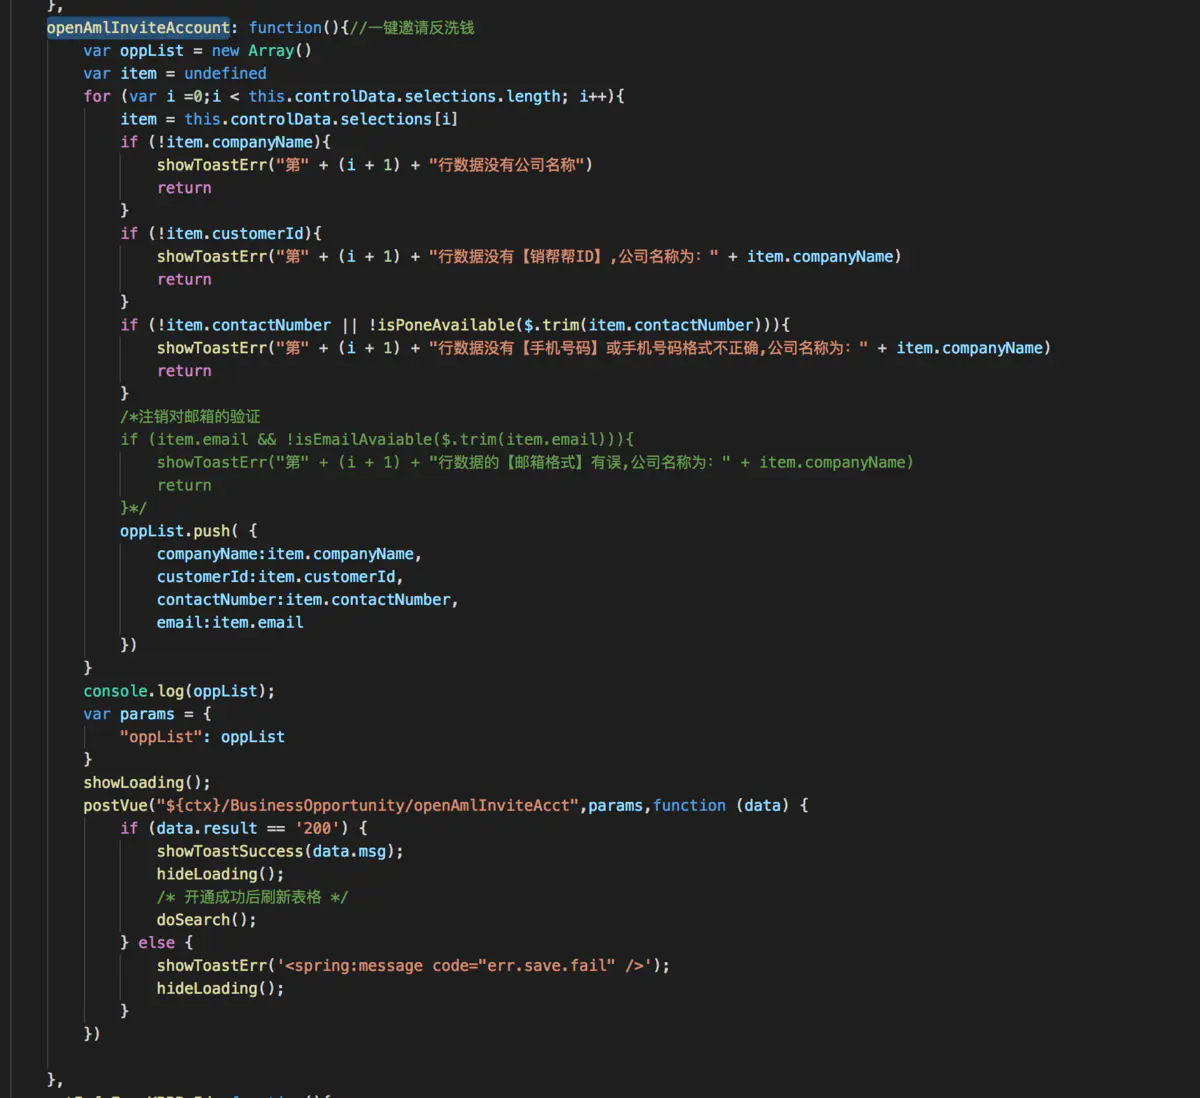 },
openAmlInviteAccount: function(){//一键邀请反洗钱
var oppList = new Array()
var item = undefined
for (var i =0;i < this.controlData.selections.length; i++){
item = this.controlData.selections[i]
if (!item.companyName){
showToastErr("第" + (i + 1) + "行数据没有公司名称")
return
}
if (!item.customerId){
showToastErr("第" + (i + 1) + "行数据没有【销帮帮ID】,公司名称为：" + item.companyName)
return
}
if (!item.contactNumber || !isPoneAvailable($.trim(item.contactNumber))){
showToastErr("第" + (i + 1) + "行数据没有【手机号码】或手机号码格式不正确,公司名称为：" + item.companyName)
return
}
/*注销对邮箱的验证
if (item.email && !isEmailAvaiable($.trim(item.email))){
showToastErr("第" + (i + 1) + "行数据的【邮箱格式】有误,公司名称为：" + item.companyName)
return
}*/
oppList.push( {
companyName:item.companyName,
customerId:item.customerId,
contactNumber:item.contactNumber,
email:item.email
})
}
console.log(oppList);
var params = {
"oppList": oppList
}
showLoading();
postVue("${ctx}/BusinessOpportunity/openAmlInviteAcct",params,function (data) {
if (data.result == '200') {
showToastSuccess(data.msg);
hideLoading();
/* 开通成功后刷新表格 */
doSearch();
} else {
showToastErr('<spring:message code="err.save.fail" />');
hideLoading();
}
})
},